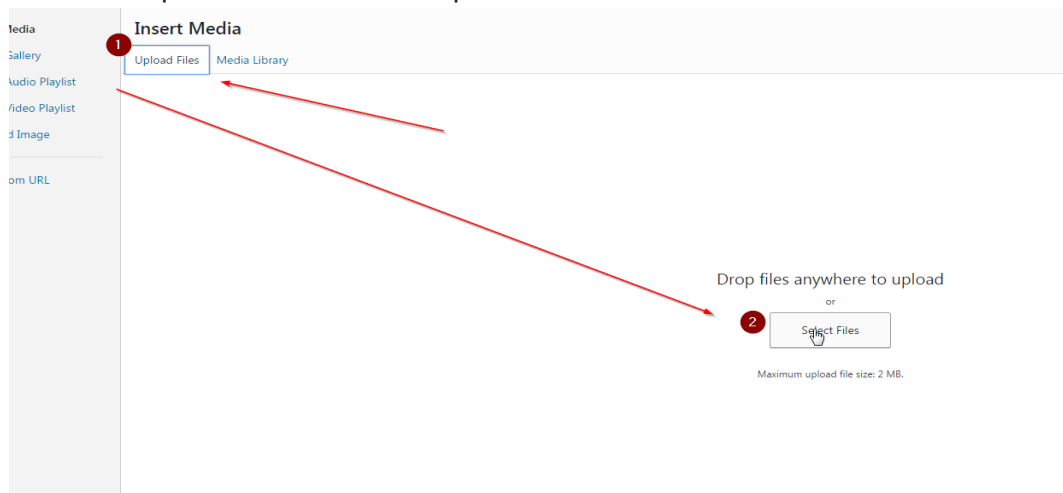 Media
Gallery
Audio Playlist
Video Playlist
d Image
om URL
Insert Media
1
Upload Files Media Library
Drop files anywhere to upload
or
2
Select Files
Maximum upload file size: 2 MB.